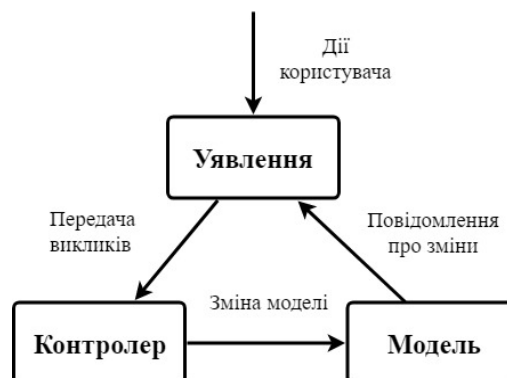 Дії
користувача
Уявлення
Передача
викликів
Повідомлення
про зміни
Зміна моделі
Контролер
Модель